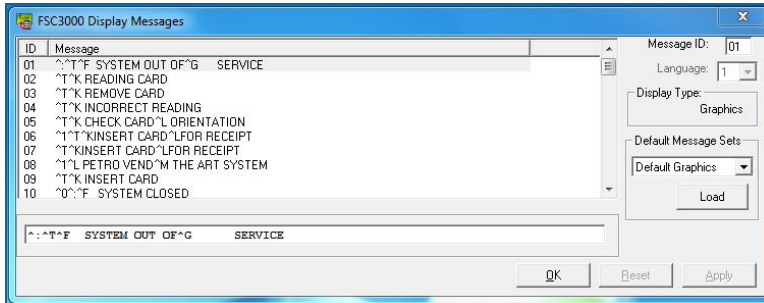 FSC3000 Display Messages
ID Message
01 ^:^T^F SYSTEM OUT OF^G SERVICE
02 ^T^K READING CARD
03 ^T^K REMOVE CARD
04 ^T^K INCORRECT READING
05 ^T^K CHECK CARD^L ORIENTATION
06 ^1^T^KINSERT CARD^LFOR RECEIPT
07 ^T^KINSERT CARD^LFOR RECEIPT
08 ^1^L PETRO VEND^M THE ART SYSTEM
09 ^T^K INSERT CARD
10 ^0^:^F SYSTEM CLOSED
^:^T^F SYSTEM OUT OF^G SERVICE
Message ID: 01
Language: 1
Display Type:
Graphics
Default Message Sets
Default Graphics
Load
OK Reset Apply